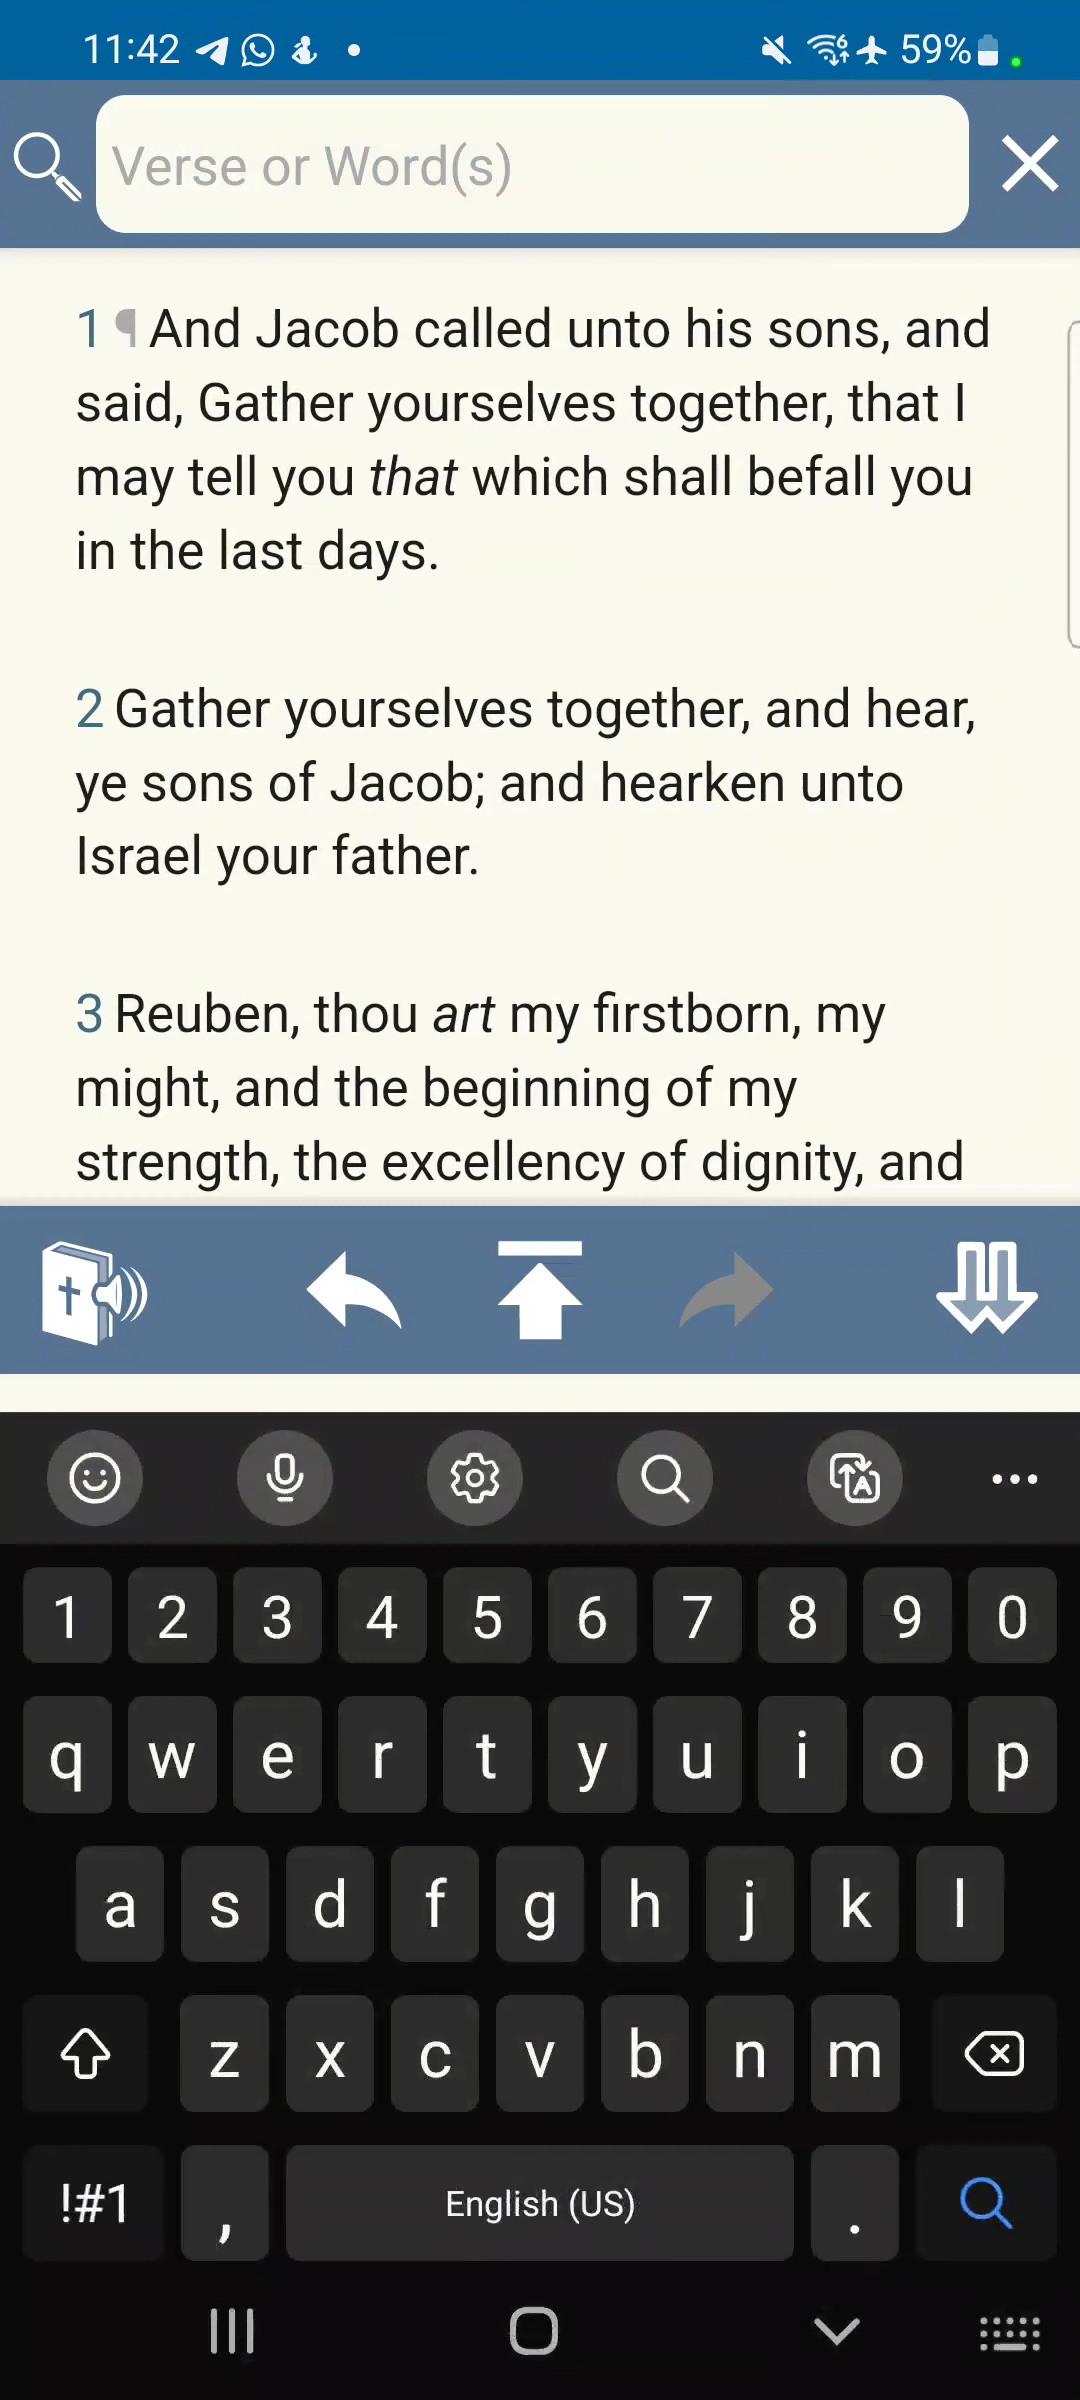 11:42 59%
Verse or Word(s)
1 ¶ And Jacob called unto his sons, and
said, Gather yourselves together, that I
may tell you that which shall befall you
in the last days.
2 Gather yourselves together, and hear,
ye sons of Jacob; and hearken unto
Israel your father.
3 Reuben, thou art my firstborn, my
might, and the beginning of my
strength, the excellency of dignity, and
1 2 3 4 5 6 7 8 9 0
q w e r t y u i o p
a s d f g h j k l
z x c v b n m
!#1 , English (US) .